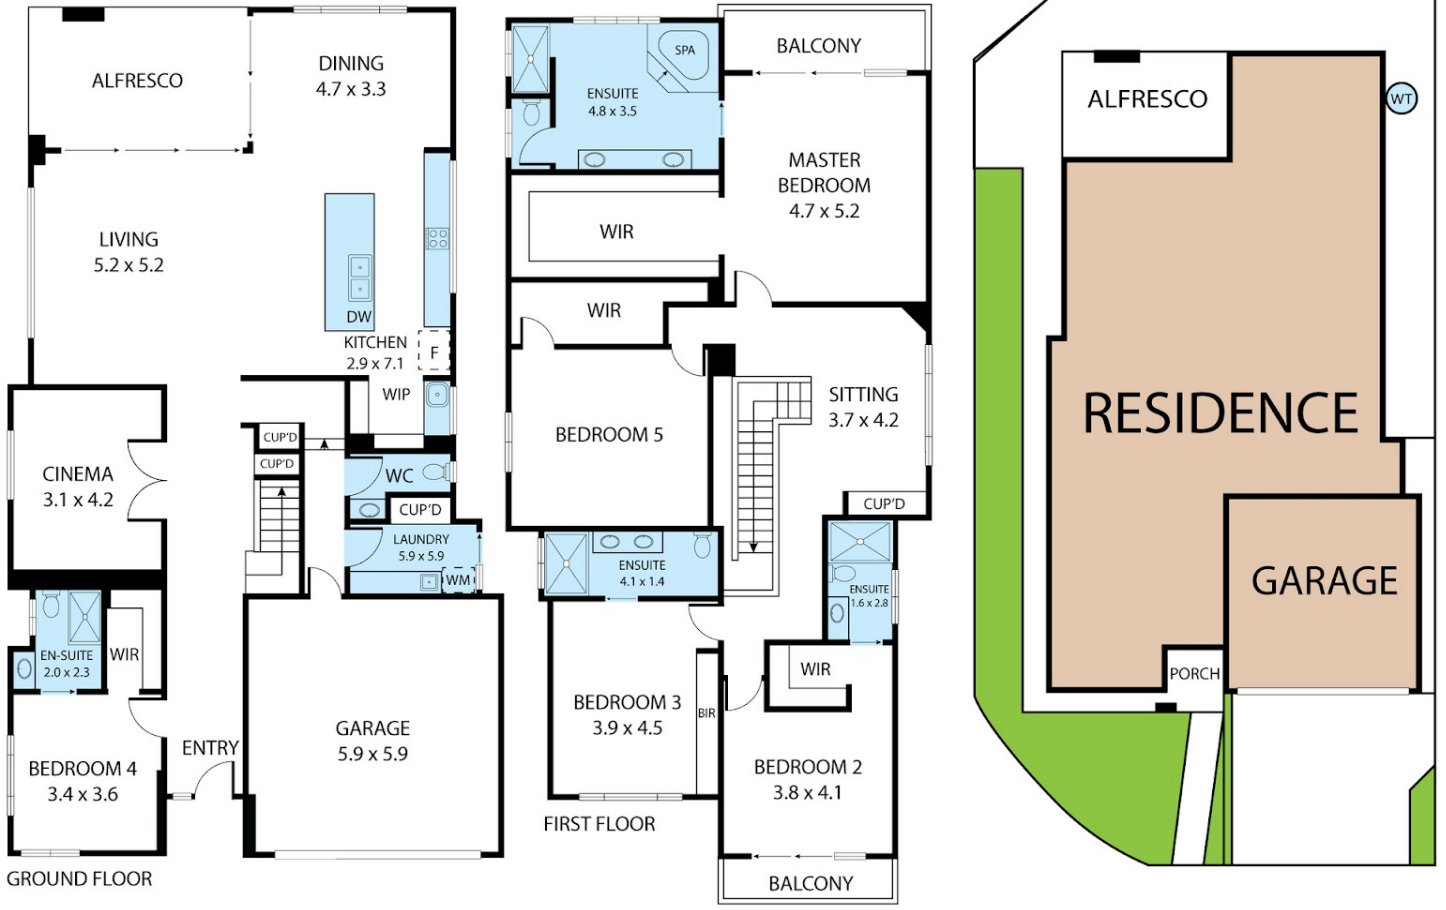 ALFRESCO
DINING
4.7 x 3.3
LIVING
5.2 x 5.2
DW
KITCHEN
2.9 x 7.1
F
WIP
CUP'D
CUP'D
CINEMA
3.1 x 4.2
WC
CUP'D
LAUNDRY
5.9 x 5.9
WM
EN-SUITE
2.0 x 2.3
WIR
BEDROOM 4
3.4 x 3.6
ENTRY
GARAGE
5.9 x 5.9
GROUND FLOOR
SPA
BALCONY
ENSUITE
4.8 x 3.5
MASTER
BEDROOM
4.7 x 5.2
WIR
WIR
SITTING
3.7 x 4.2
BEDROOM 5
CUP'D
ENSUITE
4.1 x 1.4
ENSUITE
1.6 x 2.8
WIR
BEDROOM 3
3.9 x 4.5
BIR
BEDROOM 2
3.8 x 4.1
FIRST FLOOR
BALCONY
ALFRESCO
WT
RESIDENCE
GARAGE
PORCH